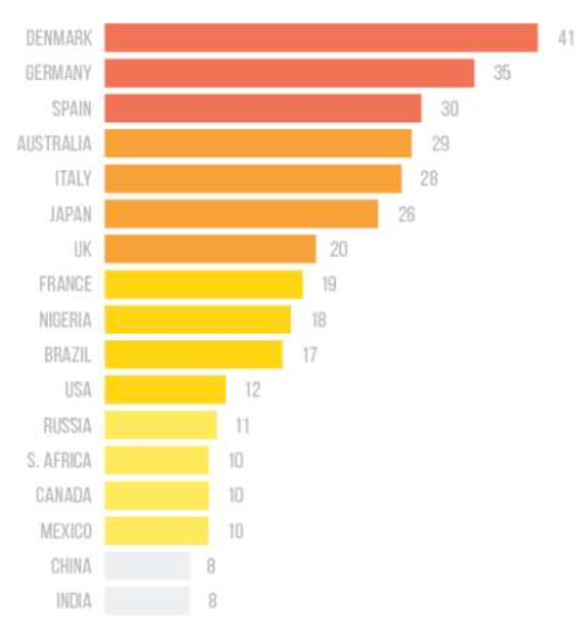 DENMARK 41
GERMANY 35
SPAIN 30
AUSTRALIA 29
ITALY 28
JAPAN 26
UK 20
FRANCE 19
NIGERIA 18
BRAZIL 17
USA 12
RUSSIA 11
S. AFRICA 10
CANADA 10
MEXICO 10
CHINA 8
INDIA 8